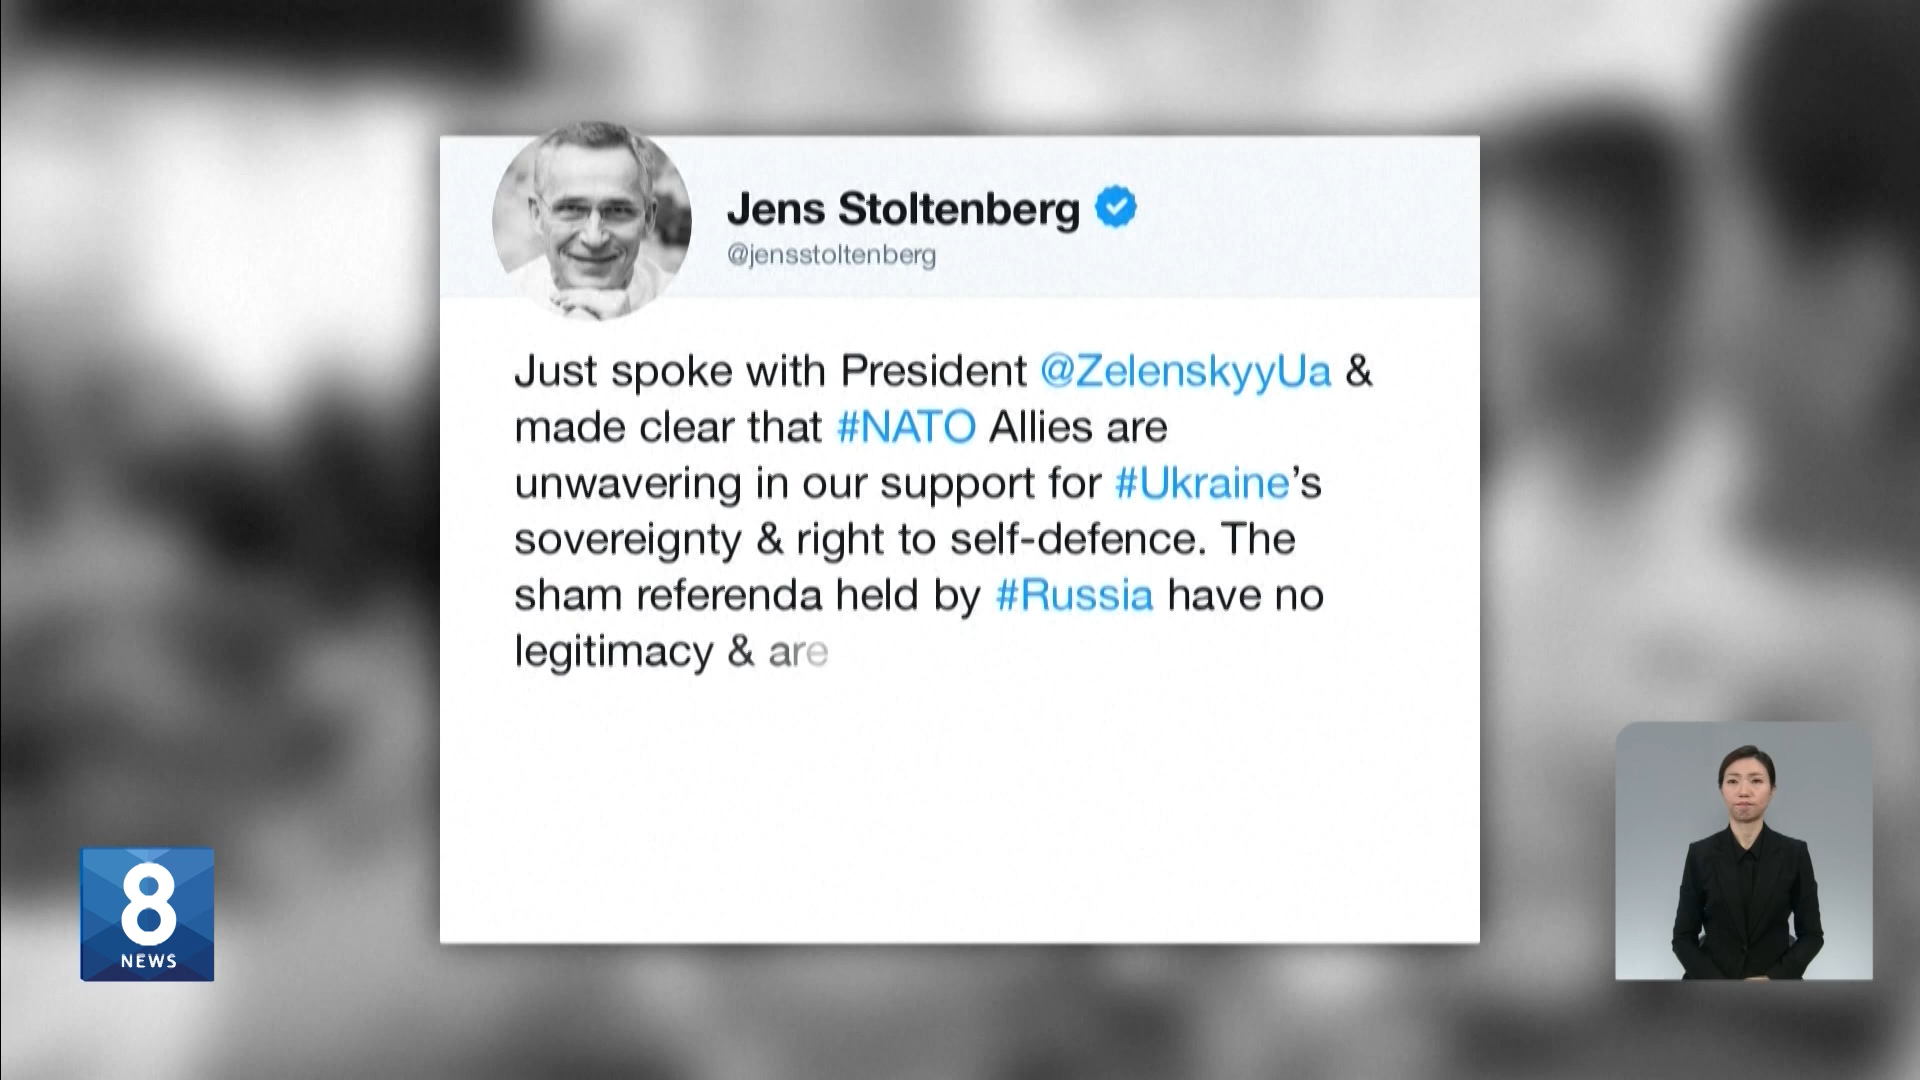 Jens Stoltenberg
@jensstoltenberg
Just spoke with President @ZelenskyyUa &
made clear that #NATO Allies are
unwavering in our support for #Ukraine’s
sovereignty & right to self-defence. The
sham referenda held by #Russia have no
legitimacy & are
8
NEWS